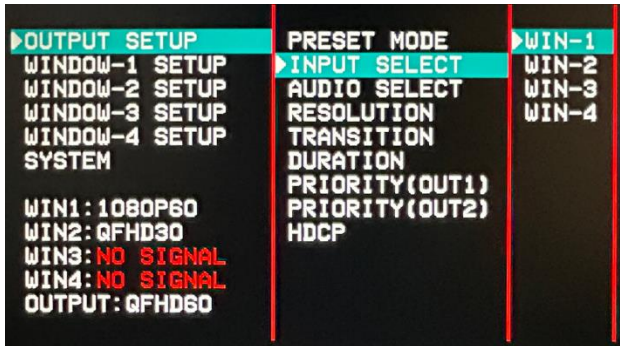 OUTPUT SETUP
WINDOW-1 SETUP
WINDOW-2 SETUP
WINDOW-3 SETUP
WINDOW-4 SETUP
SYSTEM
WIN1:1080P60
WIN2:QFHD30
WIN3:NO SIGNAL
WIN4:NO SIGNAL
OUTPUT:QFHD60
PRESET MODE
INPUT SELECT
AUDIO SELECT
RESOLUTION
TRANSITION
DURATION
PRIORITY(OUT1)
PRIORITY(OUT2)
HDCP
WIN-1
WIN-2
WIN-3
WIN-4